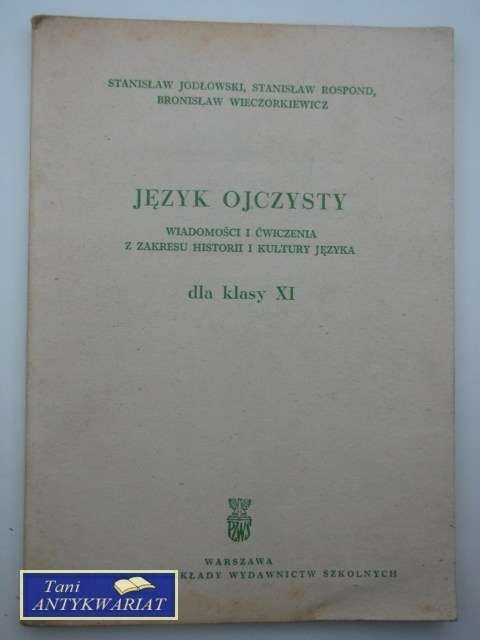 STANISŁAW JODŁOWSKI, STANISŁAW ROSPOND,
BRONISŁAW WIECZORKIEWICZ
JĘZYK OJCZYSTY
WIADOMOŚCI I ĆWICZENIA
Z ZAKRESU HISTORII I KULTURY JĘZYKA
dla klasy XI
PZWS
WARSZAWA
KŁADY WYDAWNICTW SZKOLNYCH
Tani
ANTYKWARIAT